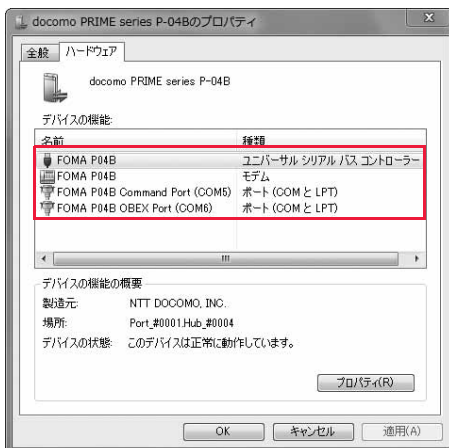 docomo PRIME series P-04Bのプロパティ
全般 ハードウェア
docomo PRIME series P-04B
デバイスの機能:
名前 種類
FOMA P04B ユニバーサル シリアル バス コントローラー
FOMA P04B モデム
FOMA P04B Command Port (COM5) ポート (COM と LPT)
FOMA P04B OBEX Port (COM6) ポート (COM と LPT)
デバイスの機能の概要
製造元: NTT DOCOMO, INC.
場所: Port_#0001.Hub_#0004
デバイスの状態: このデバイスは正常に動作しています。
プロパティ(R)
OK キャンセル 適用(A)